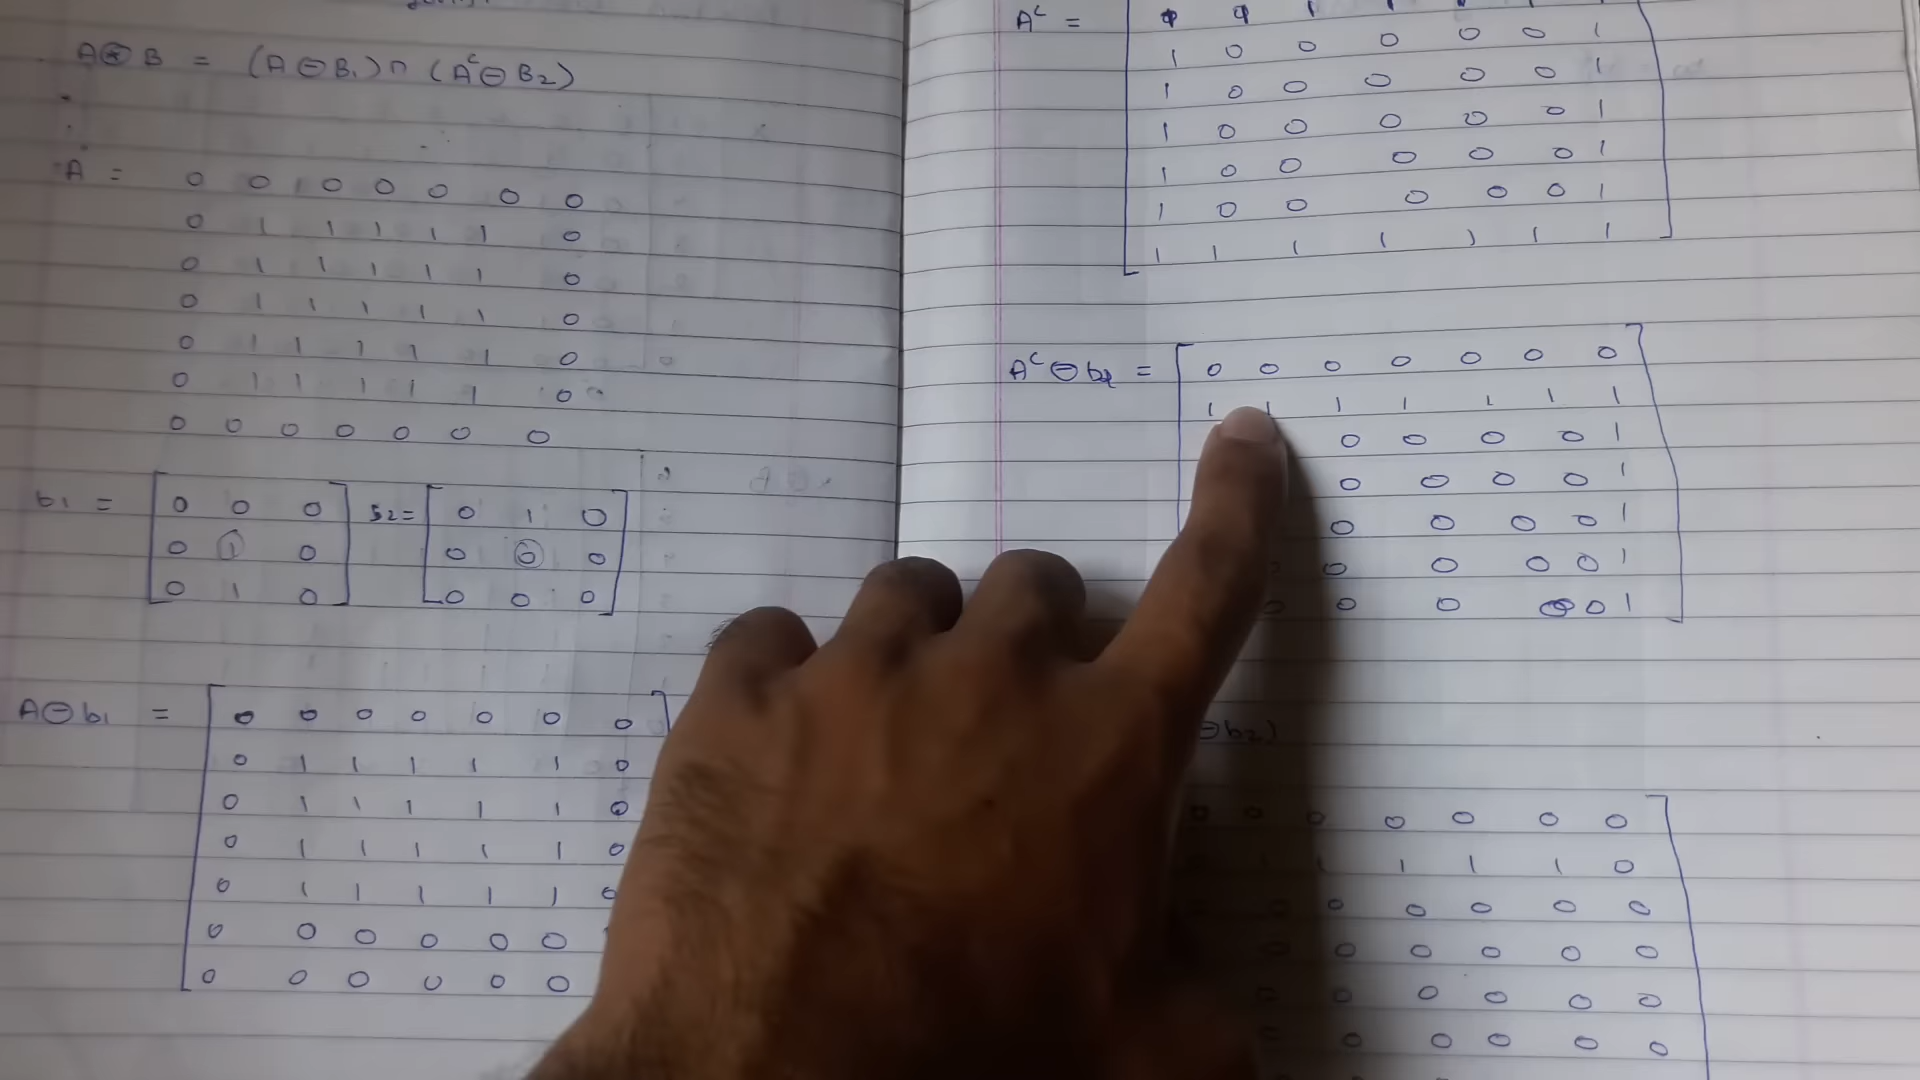 A⊛B = (A⊖B₁)∩(Aᶜ⊖B₂)
A = 0 0 0 0 0 0 0
0 1 1 1 1 1 0
0 1 1 1 1 1 0
0 1 1 1 1 1 0
0 1 1 1 1 1 0
0 1 1 1 1 1 0
0 0 0 0 0 0 0
b₁ = [ 0 0 0 ] b₂ = [ 0 1 0 ]
0 1 0 0 0 0
0 1 0 0 0 0
A⊖b₁ = [ 0 0 0 0 0 0 0 ]
0 1 1 1 1 1 0
0 1 1 1 1 1 0
0 1 1 1 1 1 0
0 1 1 1 1 1 0
0 0 0 0 0 0
0 0 0 0 0 0
Aᶜ =
1 0 0 0 0 0 1
1 0 0 0 0 0 1
1 0 0 0 0 0 1
1 0 0 0 0 0 1
1 0 0 0 0 0 1
1 1 1 1 1 1 1
Aᶜ⊖b₂ = [ 0 0 0 0 0 0 0 ]
1 1 1 1 1 1 1
0 0 0 0 1
0 0 0 0 1
0 0 0 0 1
0 0 0 0 1
0 0 0 0 1
⊖b₂)
0 0 0 0 0 0 0
1 1 1 1 0
0 0 0 0 0 0
0 0 0 0 0 0
0 0 0 0 0 0
0 0 0 0 0